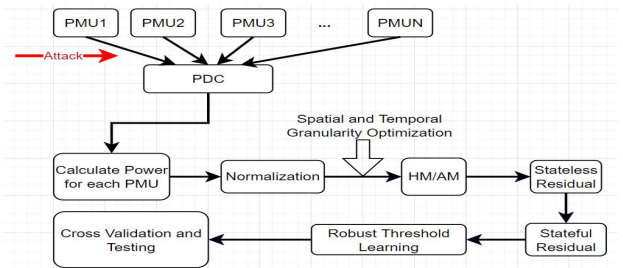 PMU1
PMU2
PMU3
...
PMUN
Attack
PDC
Spatial and Temporal
Granularity Optimization
Calculate Power
for each PMU
Normalization
HM/AM
Stateless
Residual
Cross Validation and
Testing
Robust Threshold
Learning
Stateful
Residual